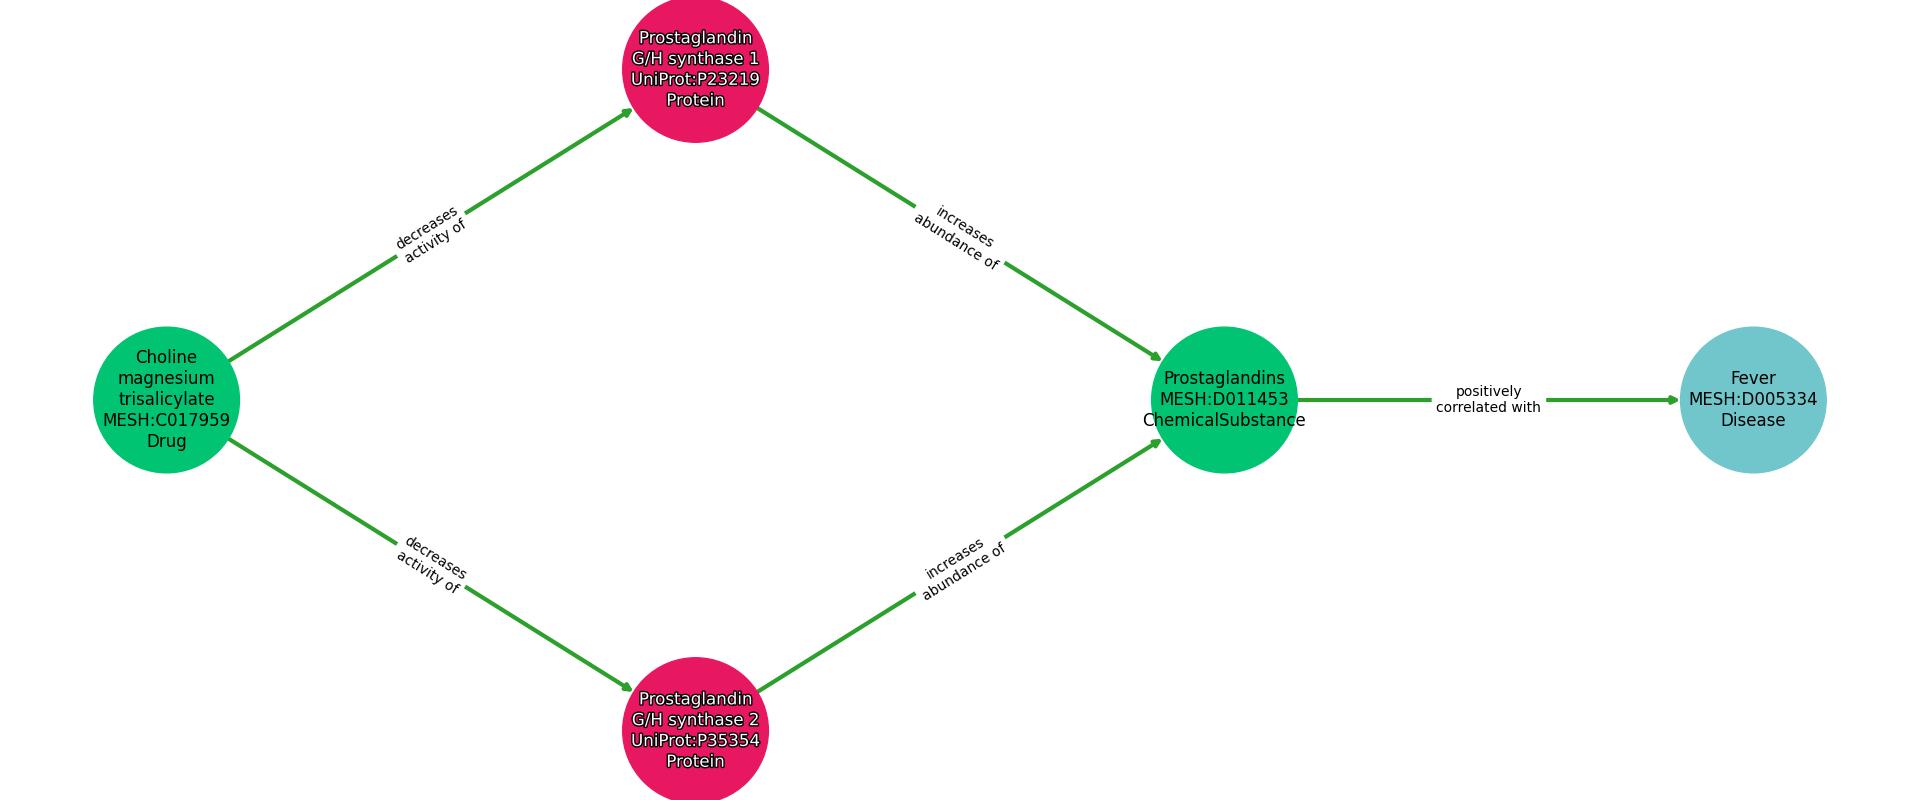 Prostaglandin
G/H synthase 1
UniProt:P23219
Protein
decreases
activity of
increases
abundance of
Choline
magnesium
trisalicylate
MESH:C017959
Drug
Prostaglandins
MESH:D011453
ChemicalSubstance
positively
correlated with
Fever
MESH:D005334
Disease
decreases
activity of
increases
abundance of
Prostaglandin
G/H synthase 2
UniProt:P35354
Protein